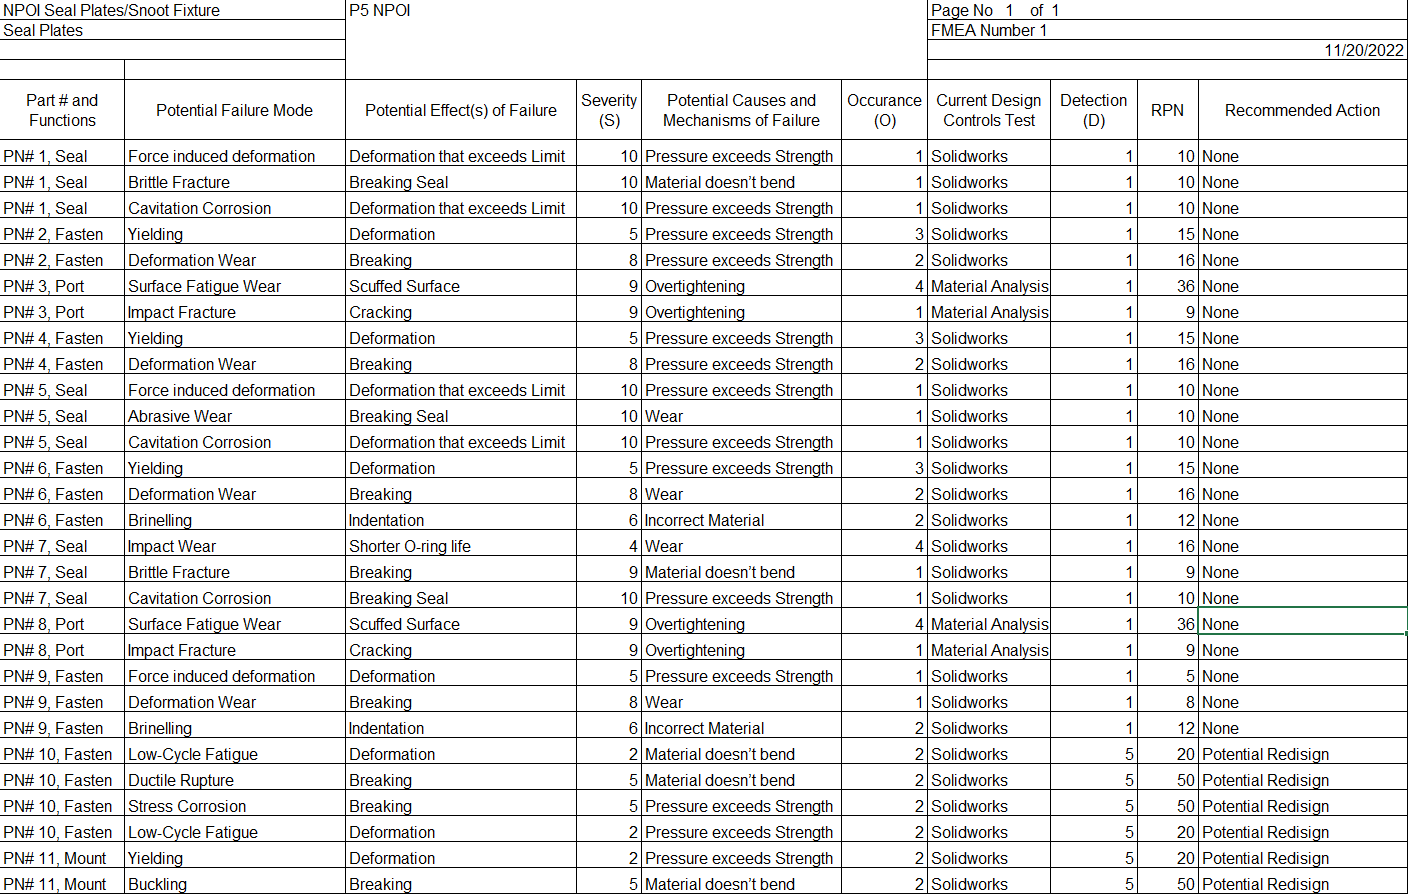 NPOI Seal Plates/Snoot Fixture P5 NPOI Page No 1 of 1
Seal Plates FMEA Number 1
11/20/2022
Part # and Functions Potential Failure Mode Potential Effect(s) of Failure Severity (S) Potential Causes and Mechanisms of Failure Occurance (O) Current Design Controls Test Detection (D) RPN Recommended Action
PN# 1, Seal Force induced deformation Deformation that exceeds Limit 10 Pressure exceeds Strength 1 Solidworks 1 10 None
PN# 1, Seal Brittle Fracture Breaking Seal 10 Material doesn't bend 1 Solidworks 1 10 None
PN# 1, Seal Cavitation Corrosion Deformation that exceeds Limit 10 Pressure exceeds Strength 1 Solidworks 1 10 None
PN# 2, Fasten Yielding Deformation 5 Pressure exceeds Strength 3 Solidworks 1 15 None
PN# 2, Fasten Deformation Wear Breaking 8 Pressure exceeds Strength 2 Solidworks 1 16 None
PN# 3, Port Surface Fatigue Wear Scuffed Surface 9 Overtightening 4 Material Analysis 1 36 None
PN# 3, Port Impact Fracture Cracking 9 Overtightening 1 Material Analysis 1 9 None
PN# 4, Fasten Yielding Deformation 5 Pressure exceeds Strength 3 Solidworks 1 15 None
PN# 4, Fasten Deformation Wear Breaking 8 Pressure exceeds Strength 2 Solidworks 1 16 None
PN# 5, Seal Force induced deformation Deformation that exceeds Limit 10 Pressure exceeds Strength 1 Solidworks 1 10 None
PN# 5, Seal Abrasive Wear Breaking Seal 10 Wear 1 Solidworks 1 10 None
PN# 5, Seal Cavitation Corrosion Deformation that exceeds Limit 10 Pressure exceeds Strength 1 Solidworks 1 10 None
PN# 6, Fasten Yielding Deformation 5 Pressure exceeds Strength 3 Solidworks 1 15 None
PN# 6, Fasten Deformation Wear Breaking 8 Wear 2 Solidworks 1 16 None
PN# 6, Fasten Brinelling Indentation 6 Incorrect Material 2 Solidworks 1 12 None
PN# 7, Seal Impact Wear Shorter O-ring life 4 Wear 4 Solidworks 1 16 None
PN# 7, Seal Brittle Fracture Breaking 9 Material doesn't bend 1 Solidworks 1 9 None
PN# 7, Seal Cavitation Corrosion Breaking Seal 10 Pressure exceeds Strength 1 Solidworks 1 10 None
PN# 8, Port Surface Fatigue Wear Scuffed Surface 9 Overtightening 4 Material Analysis 1 36 None
PN# 8, Port Impact Fracture Cracking 9 Overtightening 1 Material Analysis 1 9 None
PN# 9, Fasten Force induced deformation Deformation 5 Pressure exceeds Strength 1 Solidworks 1 5 None
PN# 9, Fasten Deformation Wear Breaking 8 Wear 1 Solidworks 1 8 None
PN# 9, Fasten Brinelling Indentation 6 Incorrect Material 2 Solidworks 1 12 None
PN# 10, Fasten Low-Cycle Fatigue Deformation 2 Material doesn't bend 2 Solidworks 5 20 Potential Redisign
PN# 10, Fasten Ductile Rupture Breaking 5 Material doesn't bend 2 Solidworks 5 50 Potential Redisign
PN# 10, Fasten Stress Corrosion Breaking 5 Pressure exceeds Strength 2 Solidworks 5 50 Potential Redisign
PN# 10, Fasten Low-Cycle Fatigue Deformation 2 Pressure exceeds Strength 2 Solidworks 5 20 Potential Redisign
PN# 11, Mount Yielding Deformation 2 Pressure exceeds Strength 2 Solidworks 5 20 Potential Redisign
PN# 11, Mount Buckling Breaking 5 Material doesn't bend 2 Solidworks 5 50 Potential Redisign